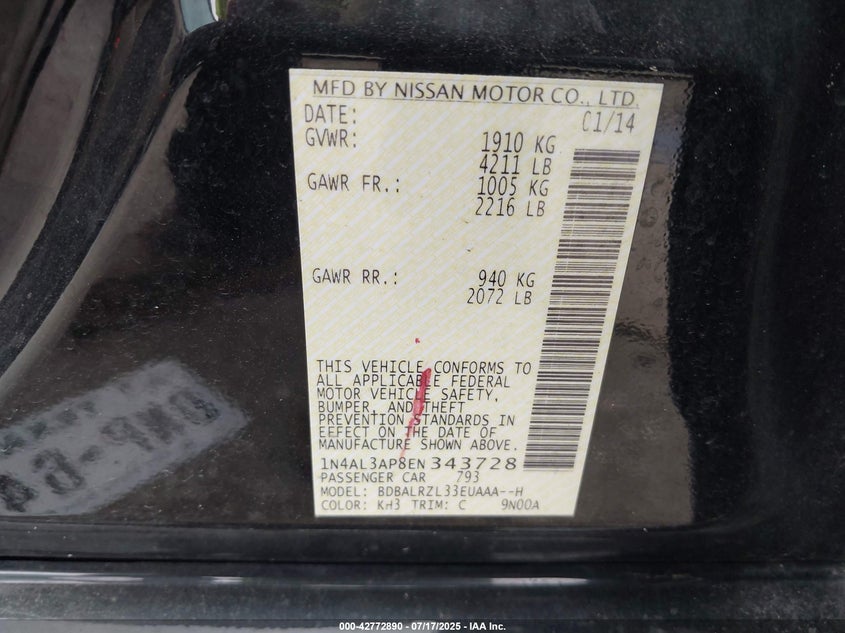 MFD BY NISSAN MOTOR CO., LTD.
DATE: 01/14
GVWR: 1910 KG
4211 LB
GAWR FR.: 1005 KG
2216 LB
GAWR RR.: 940 KG
2072 LB
THIS VEHICLE CONFORMS TO
ALL APPLICABLE FEDERAL
MOTOR VEHICLE SAFETY,
BUMPER, AND THEFT
PREVENTION STANDARDS IN
EFFECT ON THE DATE OF
MANUFACTURE SHOWN ABOVE.
1N4AL3AP8EN343728
PASSENGER CAR 793
MODEL: BDBALRZL33EUAAA--H
COLOR: KH3 TRIM: C 9N00A
000-42772890 - 07/17/2025 - IAA Inc.